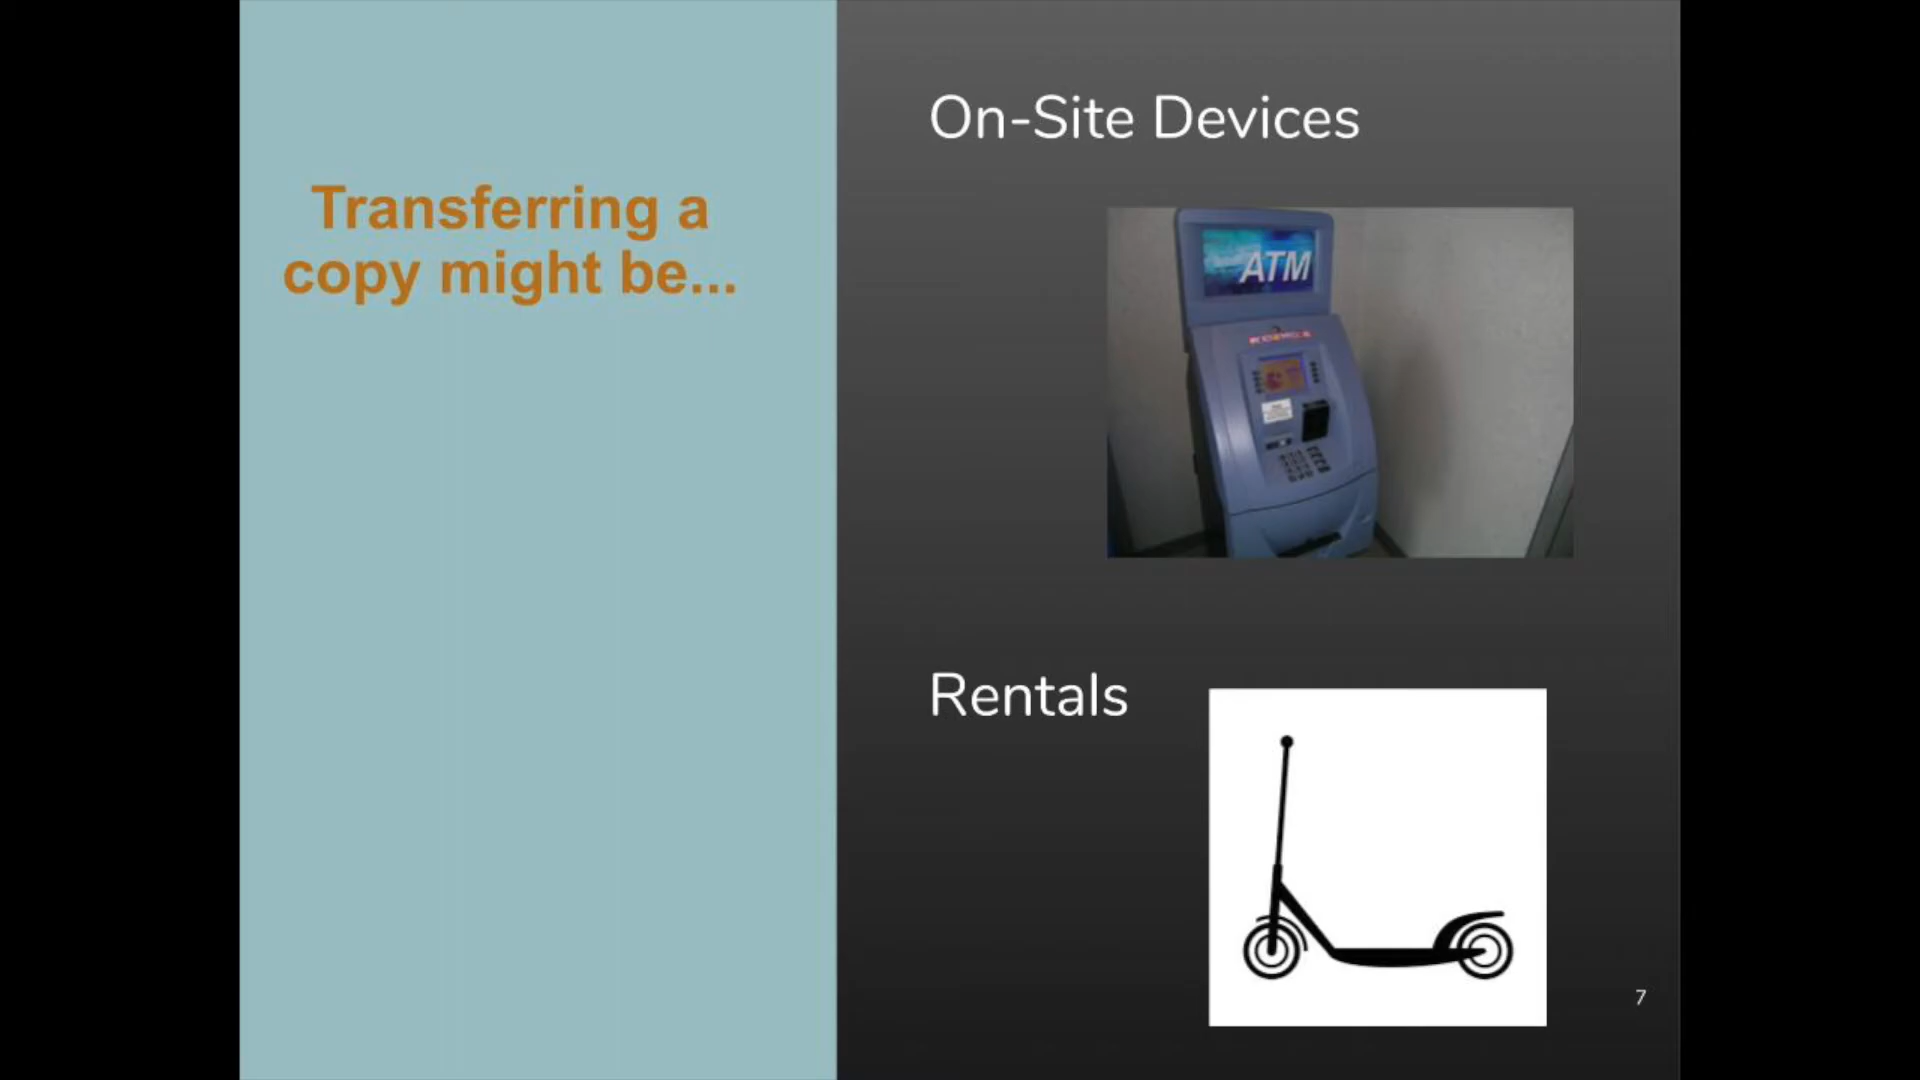 Transferring a
copy might be...
On-Site Devices
ATM
Rentals
7